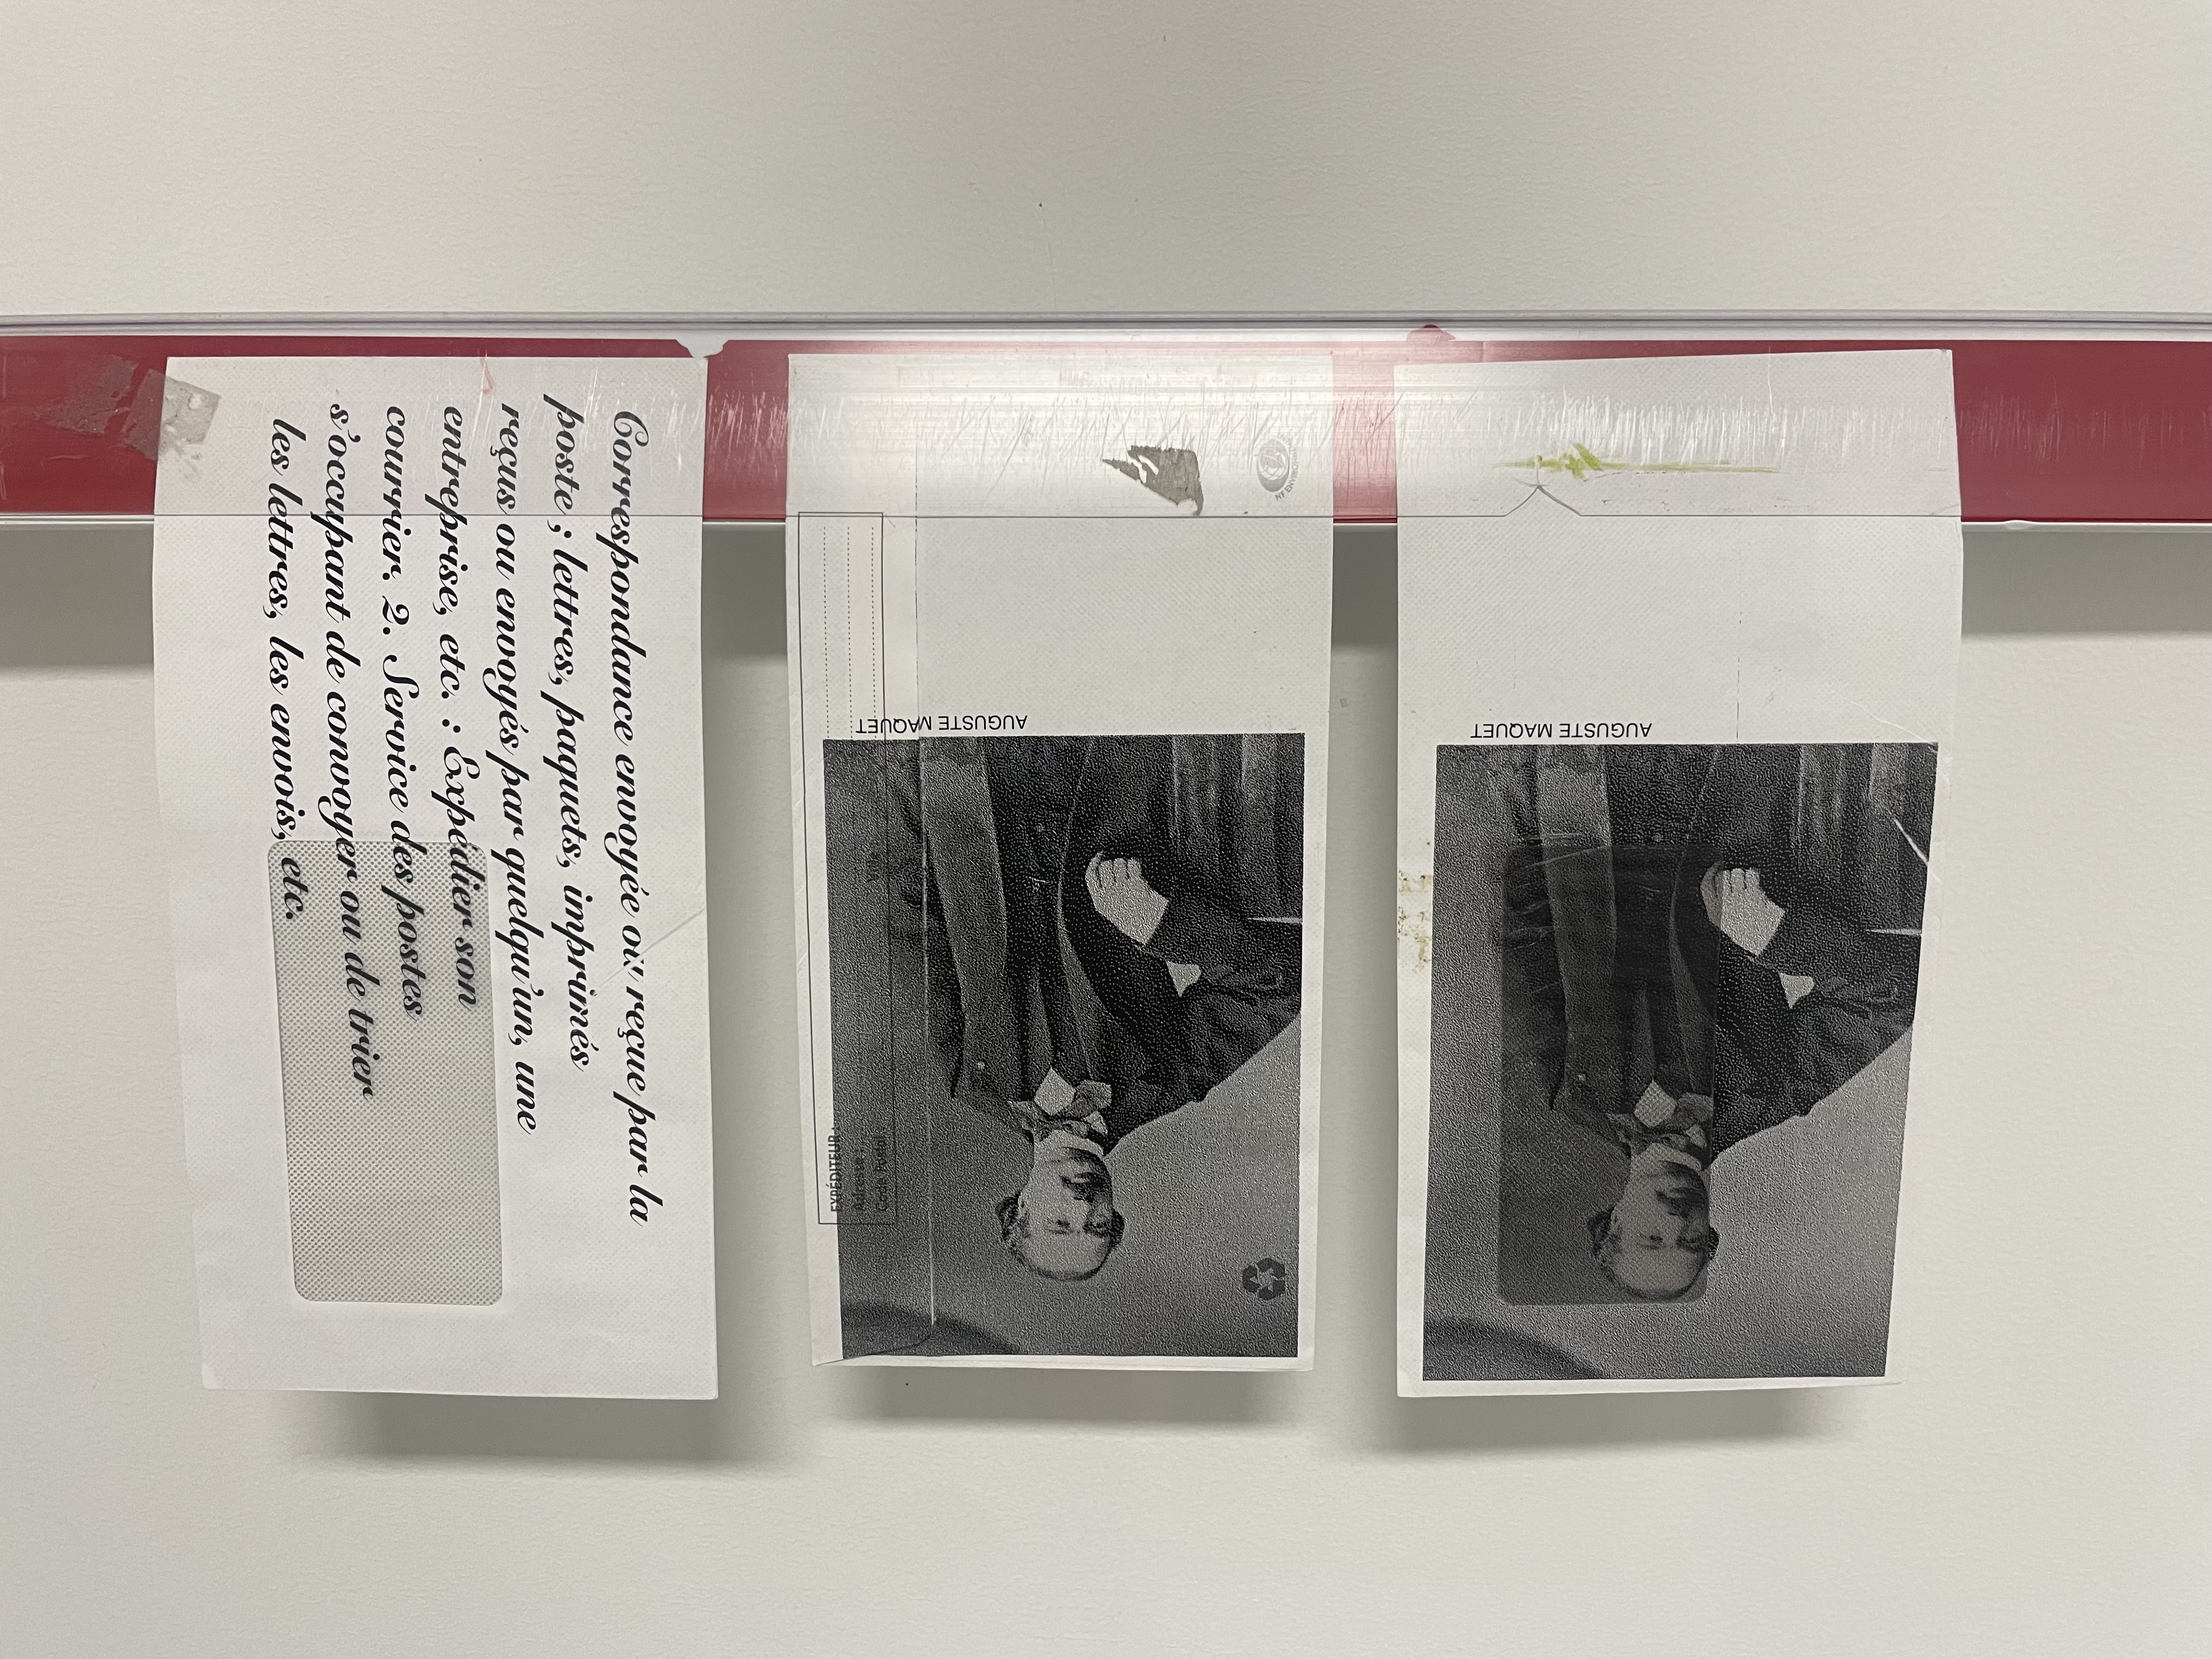 Correspondance envoyée ou reçue par la
poste ; lettres, paquets, imprimés
reçus ou envoyés par quelqu'un, une
entreprise, etc. : Expédier son
courrier. 2. Service des postes
s'occupant de convoyer ou de trier
les lettres, les envois, etc.
AUGUSTE MAQUET
EXPÉDITEUR :
Adresse :
Code Postal
Ville
AUGUSTE MAQUET